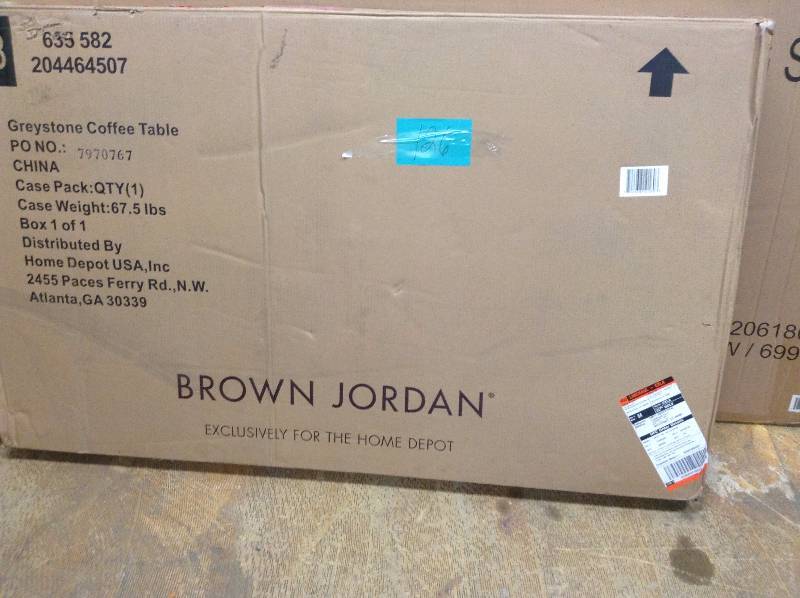 635 582
204464507
Greystone Coffee Table
PO NO.: 7970767
CHINA
Case Pack:QTY(1)
Case Weight:67.5 lbs
Box 1 of 1
Distributed By
Home Depot USA,Inc
2455 Paces Ferry Rd.,N.W.
Atlanta,GA 30339
126
BROWN JORDAN®
EXCLUSIVELY FOR THE HOME DEPOT
S
/ 699